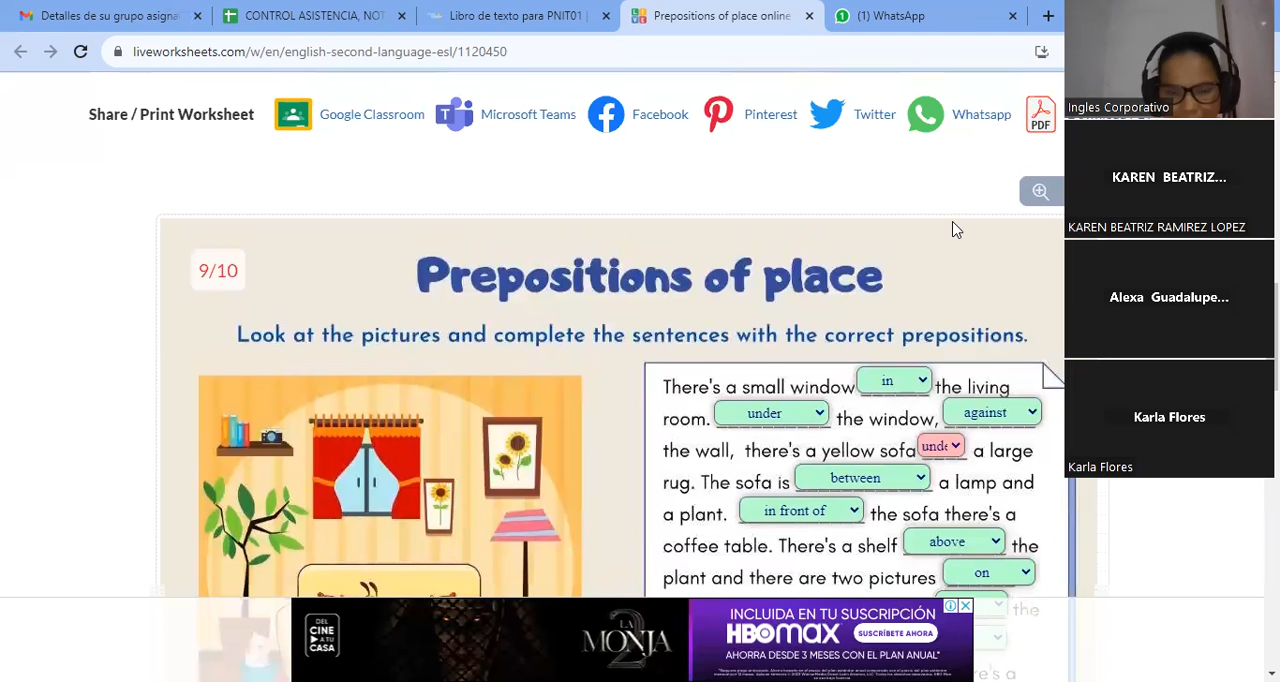 Detalles de su grupo asigna
CONTROL ASISTENCIA, NOT
Libro de texto para PNIT01 |
Prepositions of place online
(1) WhatsApp
liveworksheets.com/w/en/english-second-language-esl/1120450
Share / Print Worksheet
Google Classroom
Microsoft Teams
Facebook
Pinterest
Twitter
Whatsapp
PDF
9/10
Prepositions of place
Look at the pictures and complete the sentences with the correct prepositions.
There's a small window in the living
room. under the window, against
the wall, there's a yellow sofa unde a large
rug. The sofa is between a lamp and
a plant. in front of the sofa there's a
coffee table. There's a shelf above the
plant and there are two pictures on
the
e's a
DEL CINE A TU CASA
LA MONJA 2
INCLUIDA EN TU SUSCRIPCIÓN
HBOMAX SUSCRÍBETE AHORA
AHORA DESDE 3 MESES CON EL PLAN ANUAL*
Ingles Corporativo
KAREN BEATRIZ...
KAREN BEATRIZ RAMIREZ LOPEZ
Alexa Guadalupe...
Karla Flores
Karla Flores